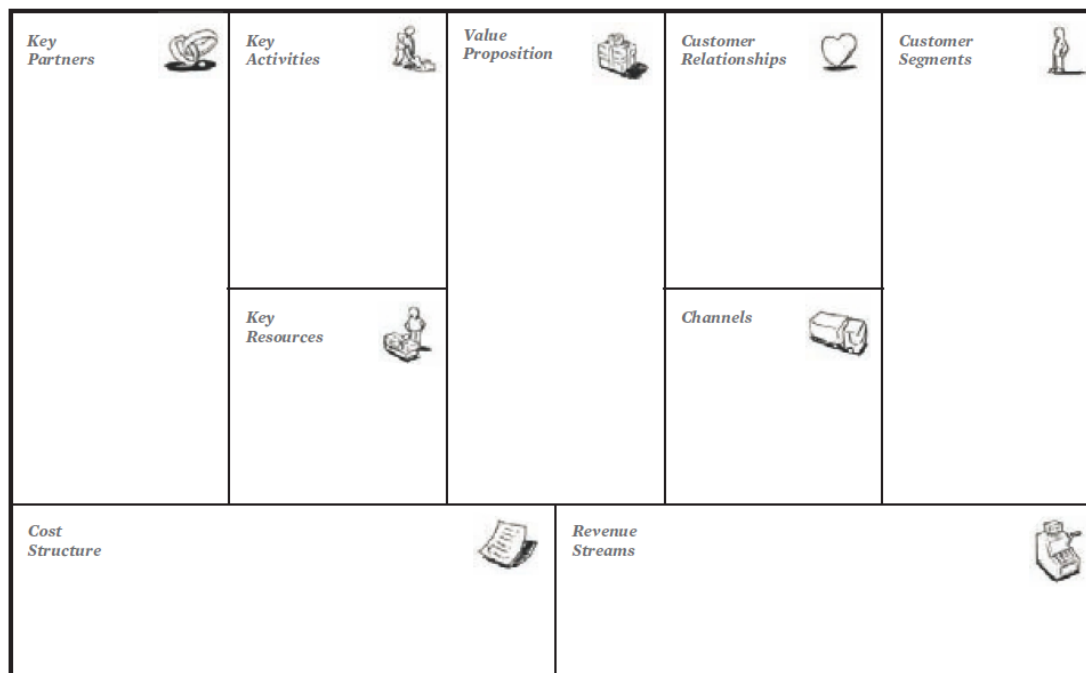 Key
Partners
Key
Activities
Value
Proposition
Customer
Relationships
Customer
Segments
Key
Resources
Channels
Cost
Structure
Revenue
Streams